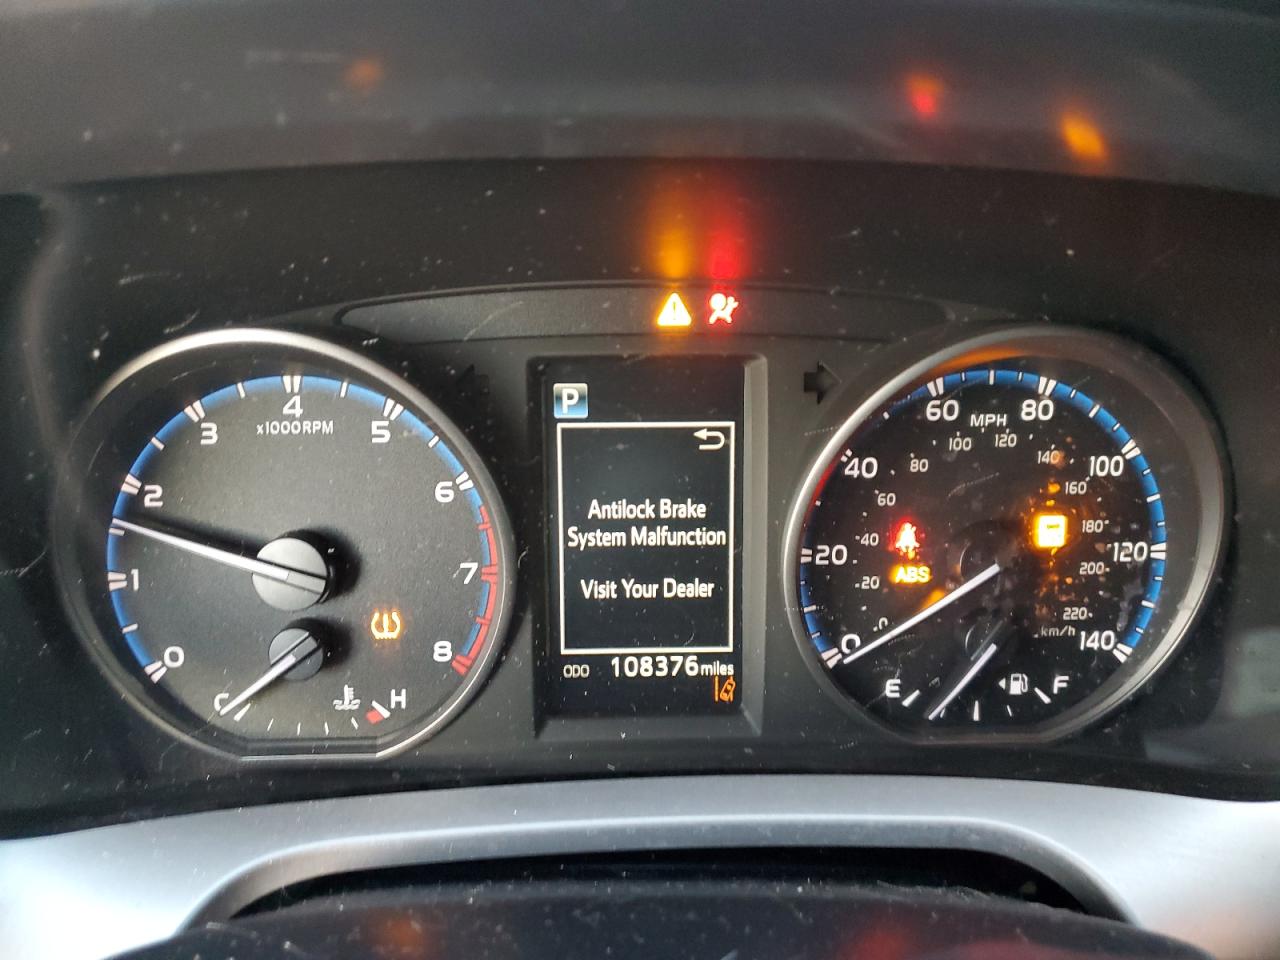 P
Antilock Brake
System Malfunction
Visit Your Dealer
ODO 108376 miles
0 1 2 3 4 5 6 7 8
x1000RPM
C H
0 20 40 60 80 100 120 140
MPH
0 20 40 60 80 100 120 140 160 180 200 220
km/h
ABS
E F